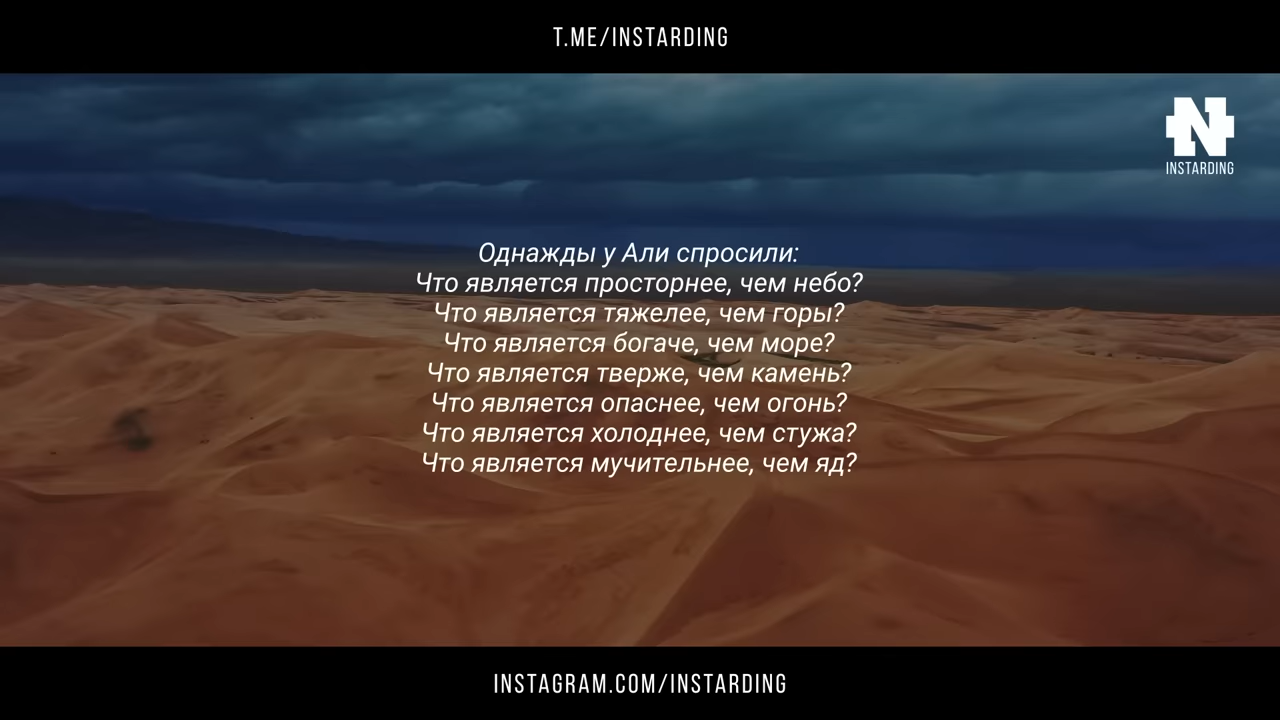 T.ME/INSTARDING
N
INSTARDING
Однажды у Али спросили:
Что является просторнее, чем небо?
Что является тяжелее, чем горы?
Что является богаче, чем море?
Что является тверже, чем камень?
Что является опаснее, чем огонь?
Что является холоднее, чем стужа?
Что является мучительнее, чем яд?
INSTAGRAM.COM/INSTARDING